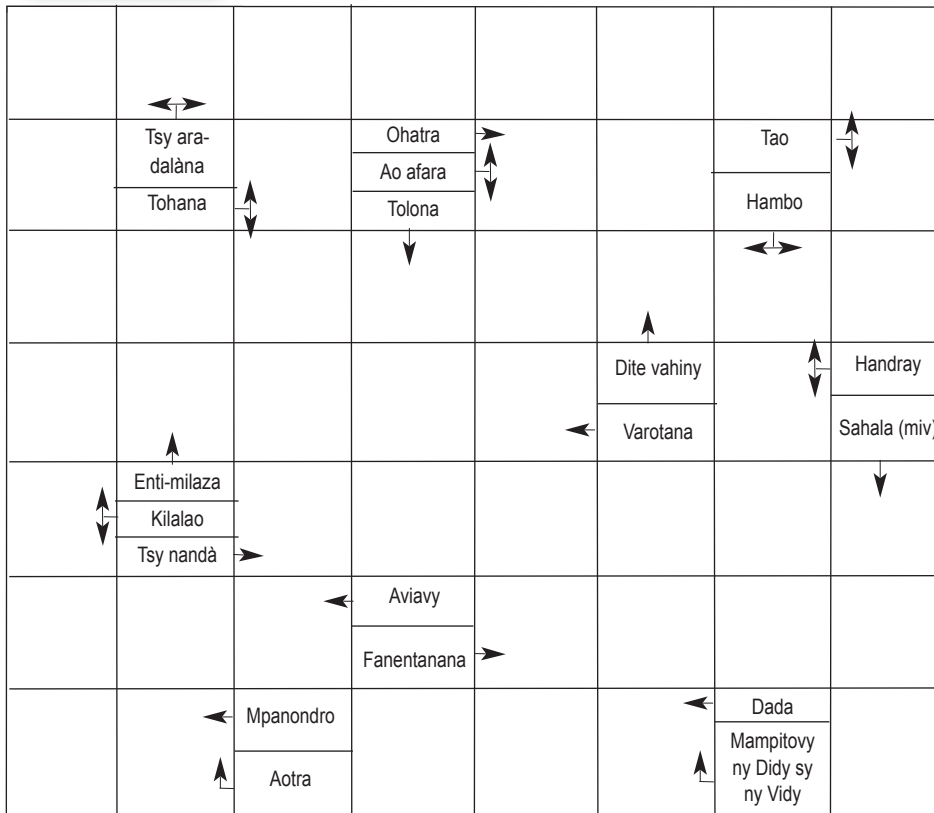 Tsy ara-
dalàna
Tohana
Ohatra
Ao afara
Tolona
Tao
Hambo
Dite vahiny
Varotana
Handray
Sahala (miv)
Enti-milaza
Kilalao
Tsy nandà
Aviavy
Fanentanana
Mpanondro
Aotra
Dada
Mampitovy
ny Didy sy
ny Vidy